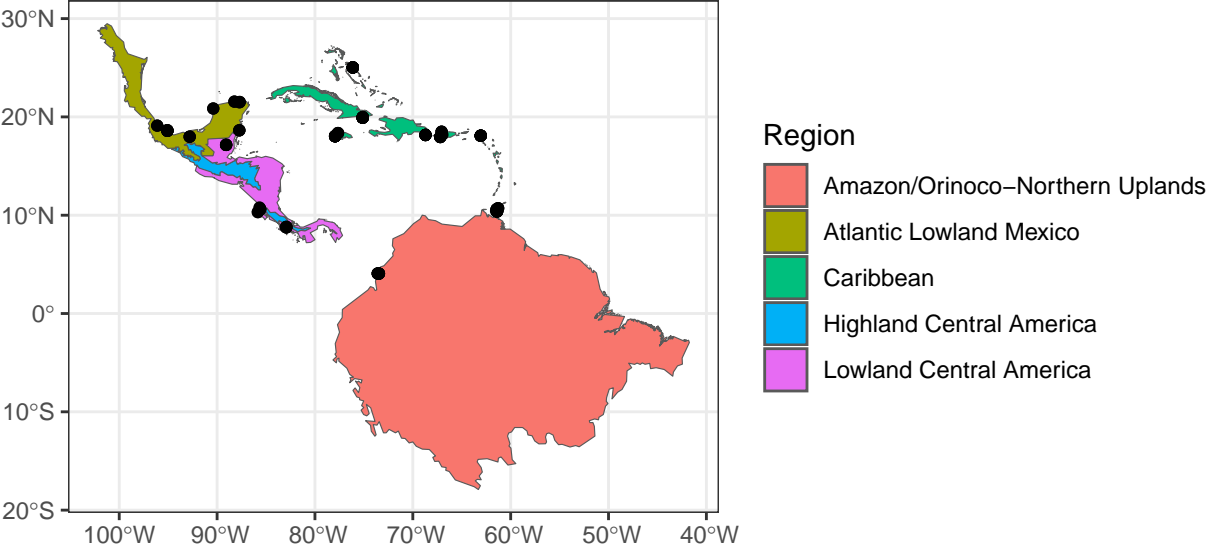 30°N
20°N
10°N
0°
10°S
20°S
100°W 90°W 80°W 70°W 60°W 50°W 40°W
Region
Amazon/Orinoco−Northern Uplands
Atlantic Lowland Mexico
Caribbean
Highland Central America
Lowland Central America